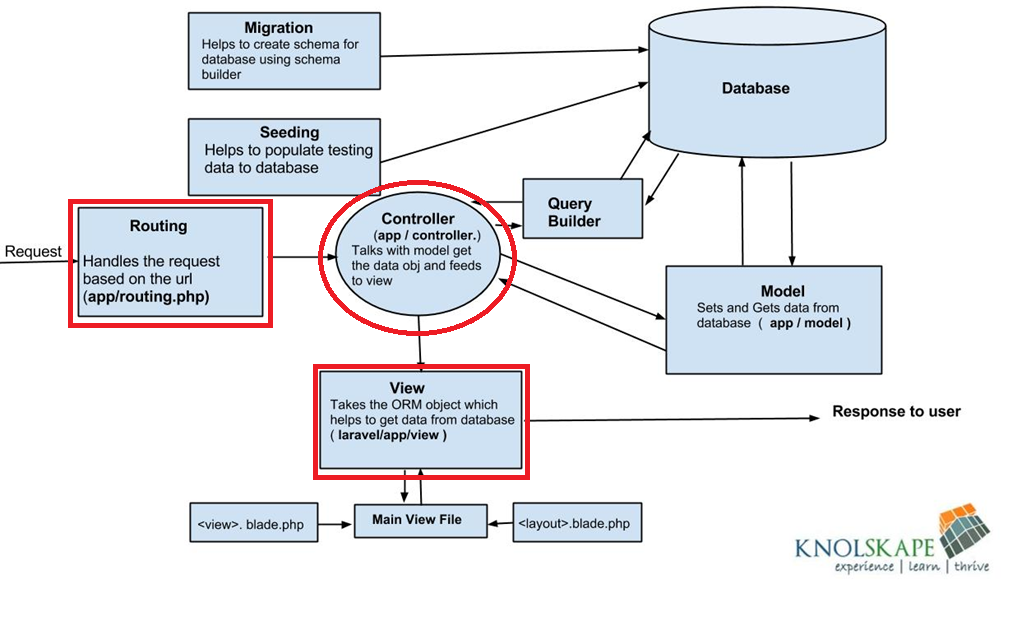 Migration
Helps to create schema for
database using schema
builder
Database
Seeding
Helps to populate testing
data to database
Query
Builder
Request
Routing
Handles the request
based on the url
(app/routing.php)
Controller
(app / controller.)
Talks with model get
the data obj and feeds
to view
Model
Sets and Gets data from
database ( app / model )
View
Takes the ORM object which
helps to get data from database
( laravel/app/view )
Response to user
<view>. blade.php
Main View File
<layout>.blade.php
KNOLSKAPE
experience | learn | thrive